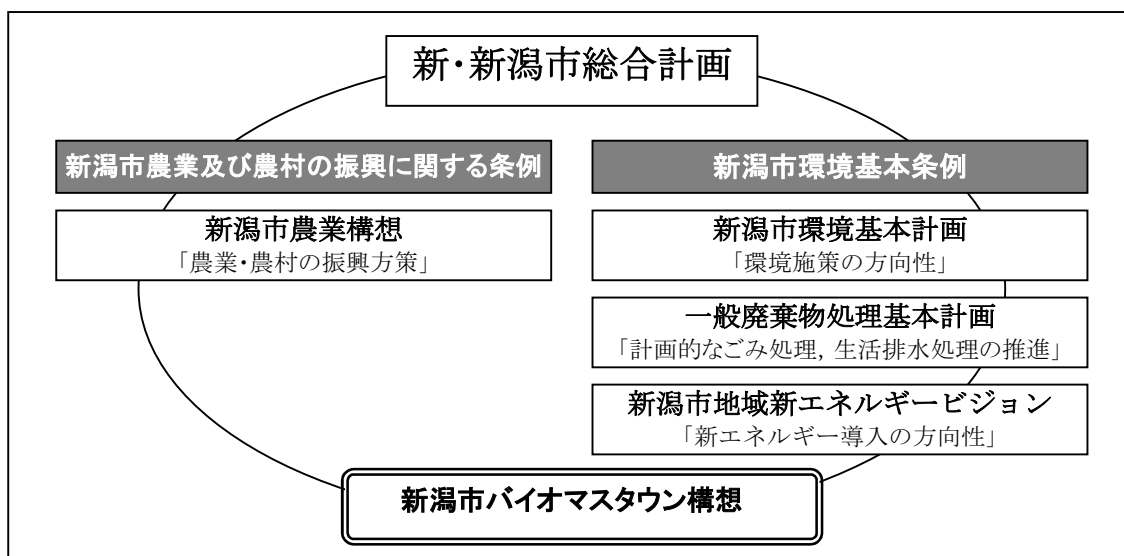 新・新潟市総合計画
新潟市農業及び農村の振興に関する条例
新潟市農業構想
「農業・農村の振興方策」
新潟市環境基本条例
新潟市環境基本計画
「環境施策の方向性」
一般廃棄物処理基本計画
「計画的なごみ処理, 生活排水処理の推進」
新潟市地域新エネルギービジョン
「新エネルギー導入の方向性」
新潟市バイオマスタウン構想